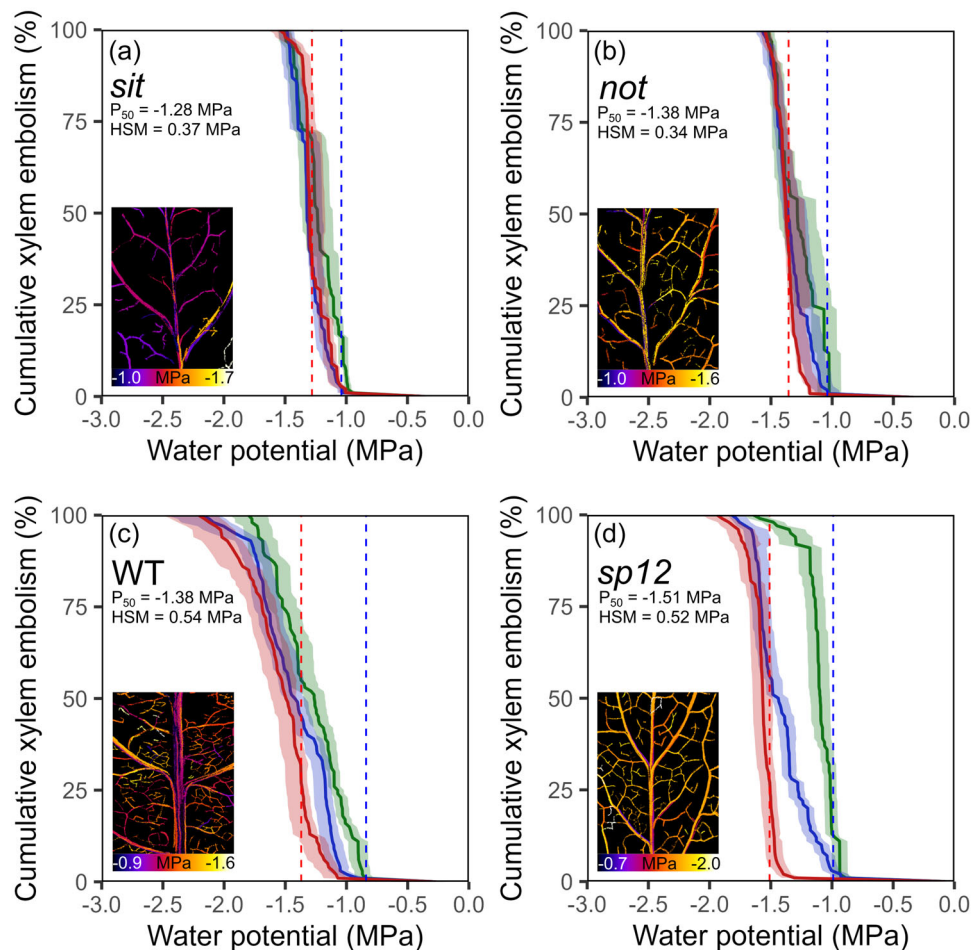 (a)
sit
P50 = -1.28 MPa
HSM = 0.37 MPa
-1.0 MPa -1.7
Cumulative xylem embolism (%)
100
75
50
25
0
-3.0 -2.5 -2.0 -1.5 -1.0 -0.5 0.0
Water potential (MPa)
(b)
not
P50 = -1.38 MPa
HSM = 0.34 MPa
-1.0 MPa -1.6
Cumulative xylem embolism (%)
100
75
50
25
0
-3.0 -2.5 -2.0 -1.5 -1.0 -0.5 0.0
Water potential (MPa)
(c)
WT
P50 = -1.38 MPa
HSM = 0.54 MPa
-0.9 MPa -1.6
Cumulative xylem embolism (%)
100
75
50
25
0
-3.0 -2.5 -2.0 -1.5 -1.0 -0.5 0.0
Water potential (MPa)
(d)
sp12
P50 = -1.51 MPa
HSM = 0.52 MPa
-0.7 MPa -2.0
Cumulative xylem embolism (%)
100
75
50
25
0
-3.0 -2.5 -2.0 -1.5 -1.0 -0.5 0.0
Water potential (MPa)